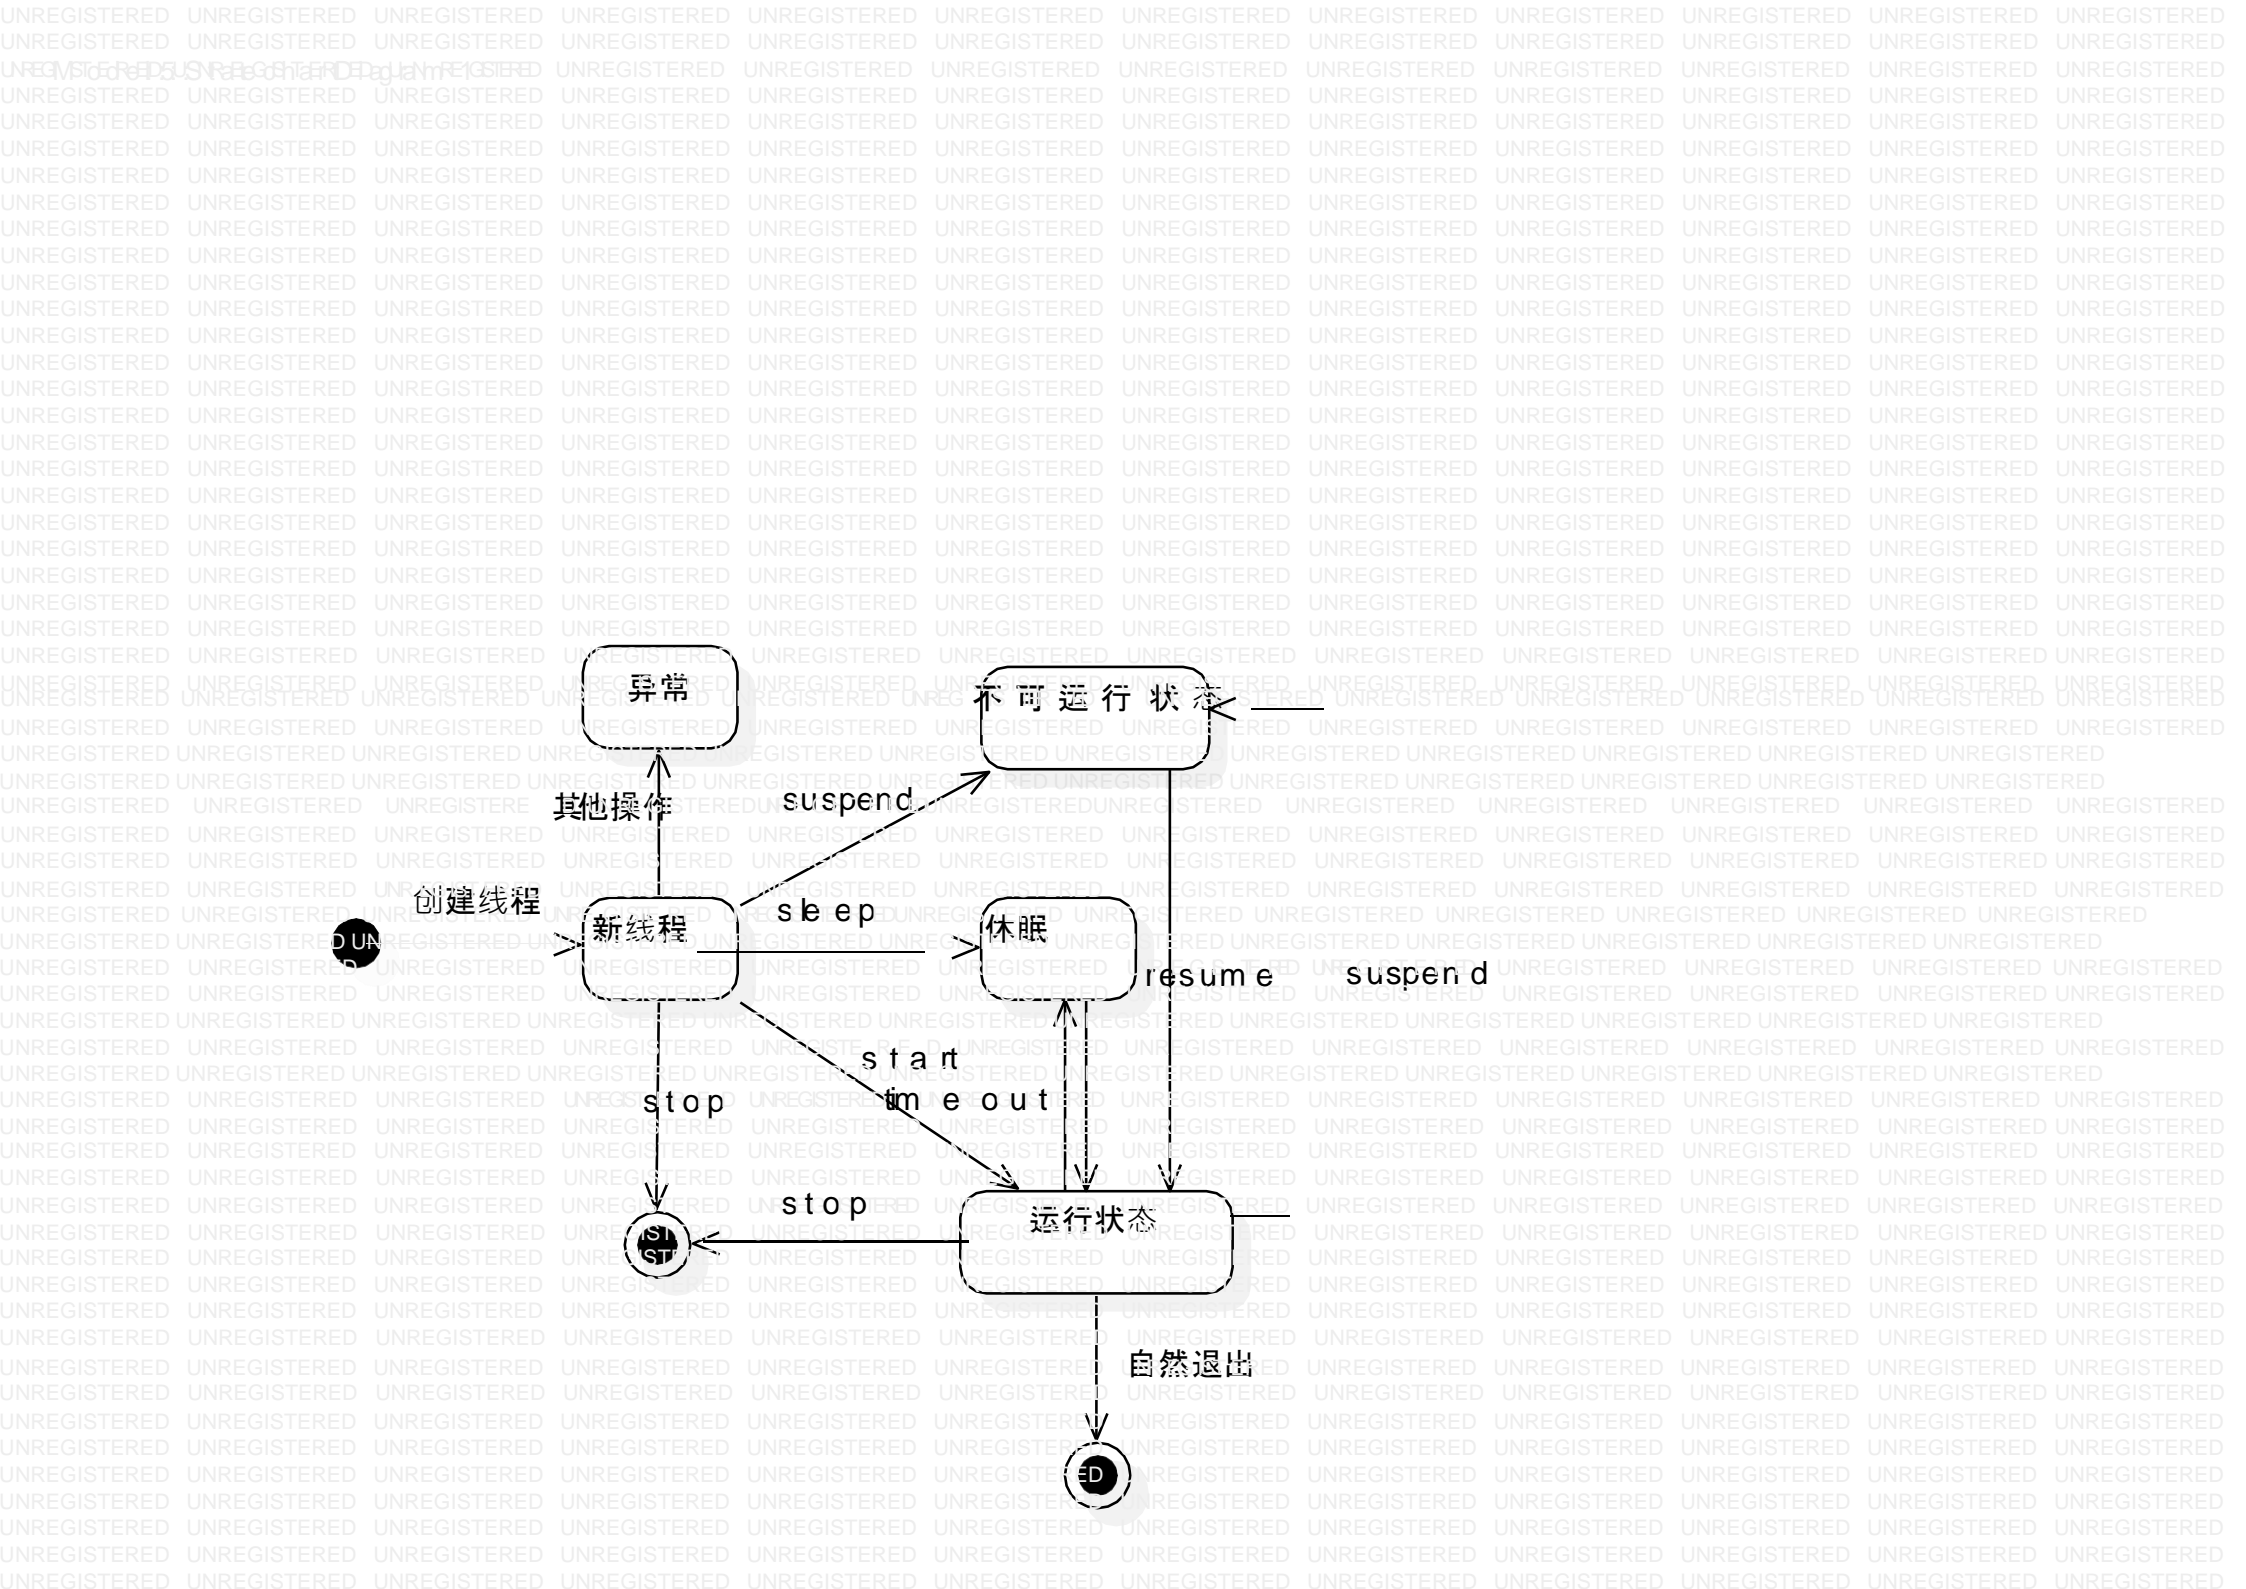 异常
不可运行状态
其他操作
suspend
创建线程
新线程
sleep
休眠
resume
suspend
start
timeout
stop
stop
运行状态
自然退出